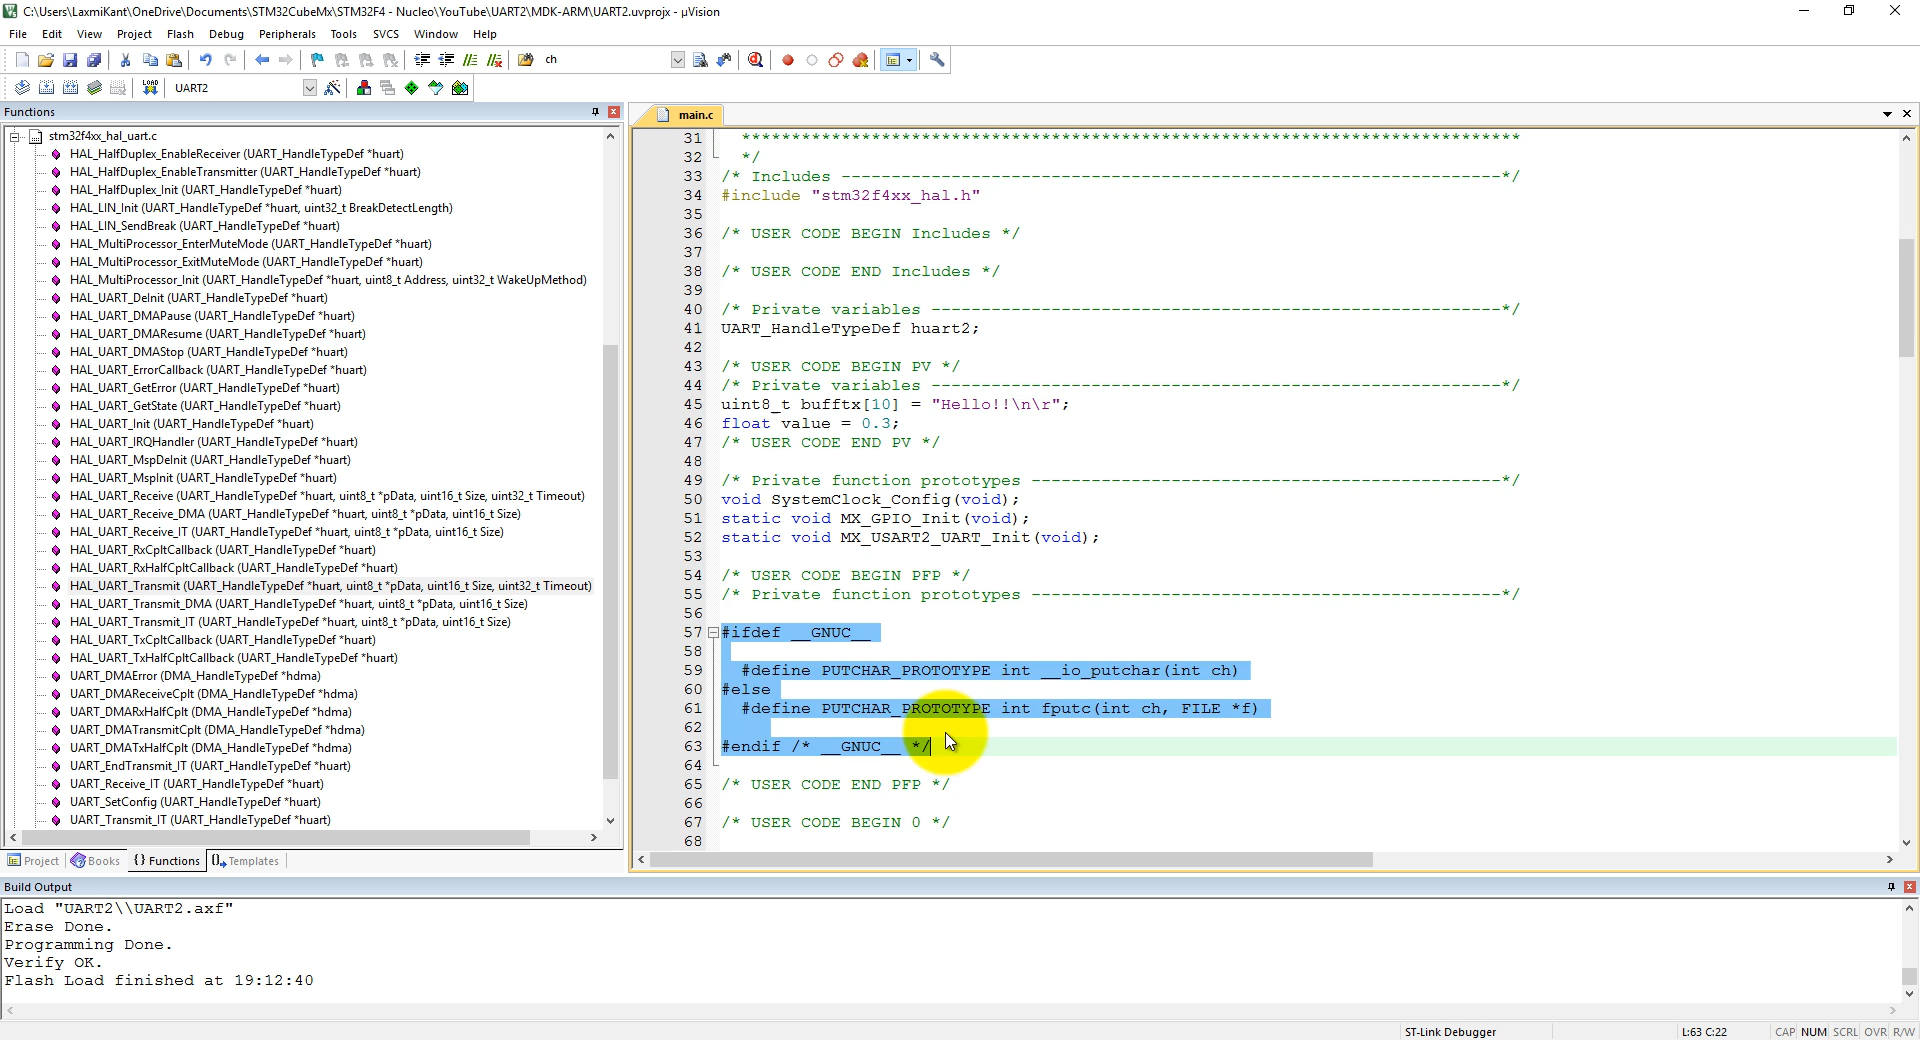 C:\Users\LaxmiKant\OneDrive\Documents\STM32CubeMx\STM32F4 - Nucleo\YouTube\UART2\MDK-ARM\UART2.uvprojx - µVision
File Edit View Project Flash Debug Peripherals Tools SVCS Window Help
ch
LOAD UART2
Functions
main.c
stm32f4xx_hal_uart.c
HAL_HalfDuplex_EnableReceiver (UART_HandleTypeDef *huart)
HAL_HalfDuplex_EnableTransmitter (UART_HandleTypeDef *huart)
HAL_HalfDuplex_Init (UART_HandleTypeDef *huart)
HAL_LIN_Init (UART_HandleTypeDef *huart, uint32_t BreakDetectLength)
HAL_LIN_SendBreak (UART_HandleTypeDef *huart)
HAL_MultiProcessor_EnterMuteMode (UART_HandleTypeDef *huart)
HAL_MultiProcessor_ExitMuteMode (UART_HandleTypeDef *huart)
HAL_MultiProcessor_Init (UART_HandleTypeDef *huart, uint8_t Address, uint32_t WakeUpMethod)
HAL_UART_DeInit (UART_HandleTypeDef *huart)
HAL_UART_DMAPause (UART_HandleTypeDef *huart)
HAL_UART_DMAResume (UART_HandleTypeDef *huart)
HAL_UART_DMAStop (UART_HandleTypeDef *huart)
HAL_UART_ErrorCallback (UART_HandleTypeDef *huart)
HAL_UART_GetError (UART_HandleTypeDef *huart)
HAL_UART_GetState (UART_HandleTypeDef *huart)
HAL_UART_Init (UART_HandleTypeDef *huart)
HAL_UART_IRQHandler (UART_HandleTypeDef *huart)
HAL_UART_MspDeInit (UART_HandleTypeDef *huart)
HAL_UART_MspInit (UART_HandleTypeDef *huart)
HAL_UART_Receive (UART_HandleTypeDef *huart, uint8_t *pData, uint16_t Size, uint32_t Timeout)
HAL_UART_Receive_DMA (UART_HandleTypeDef *huart, uint8_t *pData, uint16_t Size)
HAL_UART_Receive_IT (UART_HandleTypeDef *huart, uint8_t *pData, uint16_t Size)
HAL_UART_RxCpltCallback (UART_HandleTypeDef *huart)
HAL_UART_RxHalfCpltCallback (UART_HandleTypeDef *huart)
HAL_UART_Transmit (UART_HandleTypeDef *huart, uint8_t *pData, uint16_t Size, uint32_t Timeout)
HAL_UART_Transmit_DMA (UART_HandleTypeDef *huart, uint8_t *pData, uint16_t Size)
HAL_UART_Transmit_IT (UART_HandleTypeDef *huart, uint8_t *pData, uint16_t Size)
HAL_UART_TxCpltCallback (UART_HandleTypeDef *huart)
HAL_UART_TxHalfCpltCallback (UART_HandleTypeDef *huart)
UART_DMAError (DMA_HandleTypeDef *hdma)
UART_DMAReceiveCplt (DMA_HandleTypeDef *hdma)
UART_DMARxHalfCplt (DMA_HandleTypeDef *hdma)
UART_DMATransmitCplt (DMA_HandleTypeDef *hdma)
UART_DMATxHalfCplt (DMA_HandleTypeDef *hdma)
UART_EndTransmit_IT (UART_HandleTypeDef *huart)
UART_Receive_IT (UART_HandleTypeDef *huart)
UART_SetConfig (UART_HandleTypeDef *huart)
UART_Transmit_IT (UART_HandleTypeDef *huart)
Project Books {} Functions Templates
31 ******************************************************************************
32 */
33 /* Includes ------------------------------------------------------------------*/
34 #include "stm32f4xx_hal.h"
35
36 /* USER CODE BEGIN Includes */
37
38 /* USER CODE END Includes */
39
40 /* Private variables ---------------------------------------------------------*/
41 UART_HandleTypeDef huart2;
42
43 /* USER CODE BEGIN PV */
44 /* Private variables ---------------------------------------------------------*/
45 uint8_t bufftx[10] = "Hello!!\n\r";
46 float value = 0.3;
47 /* USER CODE END PV */
48
49 /* Private function prototypes -----------------------------------------------*/
50 void SystemClock_Config(void);
51 static void MX_GPIO_Init(void);
52 static void MX_USART2_UART_Init(void);
53
54 /* USER CODE BEGIN PFP */
55 /* Private function prototypes -----------------------------------------------*/
56
57 #ifdef __GNUC__
58
59 #define PUTCHAR_PROTOTYPE int __io_putchar(int ch)
60 #else
61 #define PUTCHAR_PROTOTYPE int fputc(int ch, FILE *f)
62
63 #endif /* __GNUC__ */
64
65 /* USER CODE END PFP */
66
67 /* USER CODE BEGIN 0 */
68
Build Output
Load "UART2\\UART2.axf"
Erase Done.
Programming Done.
Verify OK.
Flash Load finished at 19:12:40
ST-Link Debugger L:63 C:22 CAP NUM SCRL OVR R/W